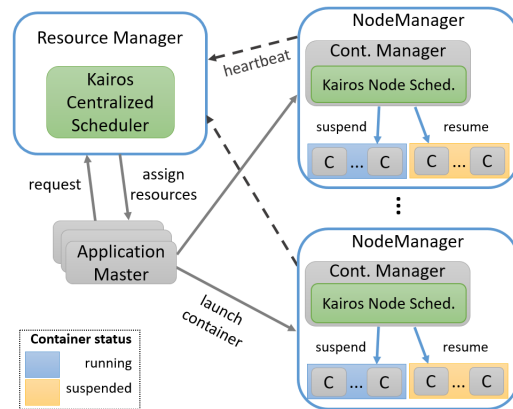 Resource Manager
Kairos
Centralized
Scheduler
request
assign
resources
Application
Master
heartbeat
launch
container
NodeManager
Cont. Manager
Kairos Node Sched.
suspend
resume
C ... C
C ... C
...
NodeManager
Cont. Manager
Kairos Node Sched.
suspend
resume
C ... C
C ... C
Container status
running
suspended